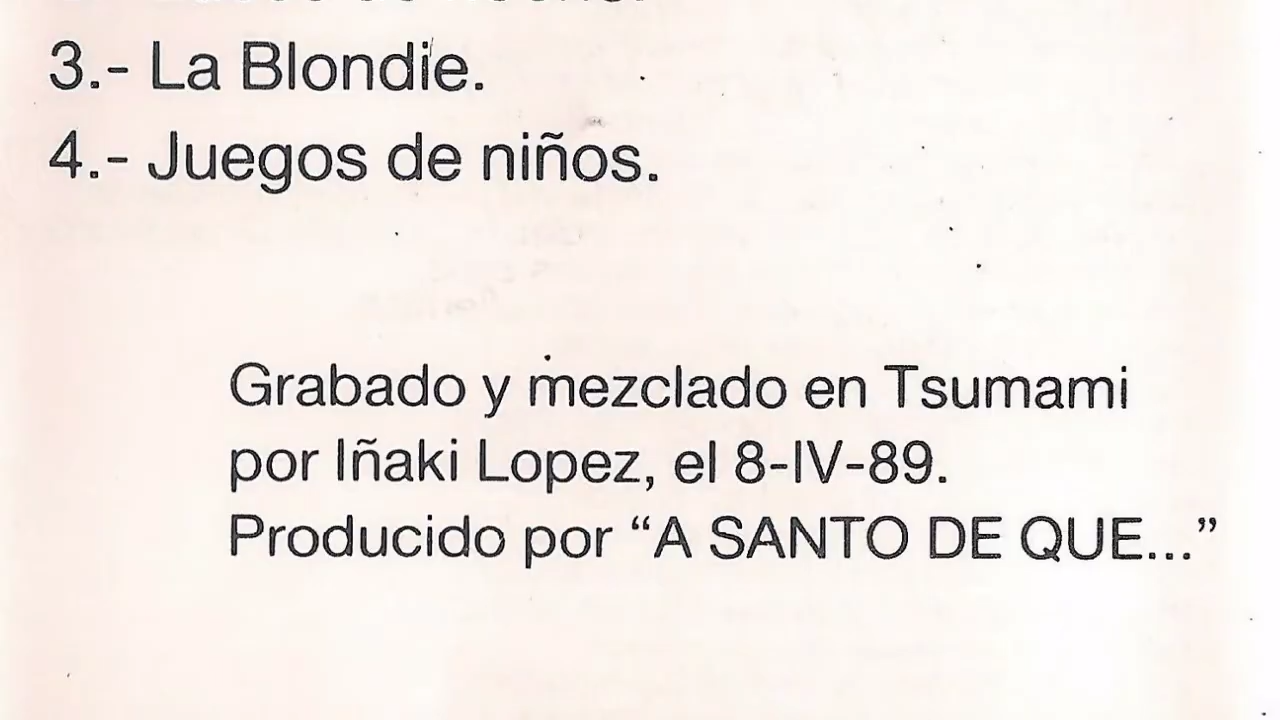 3.- La Blondie.
4.- Juegos de niños.
Grabado y mezclado en Tsumami
por Iñaki Lopez, el 8-IV-89.
Producido por “A SANTO DE QUE...”